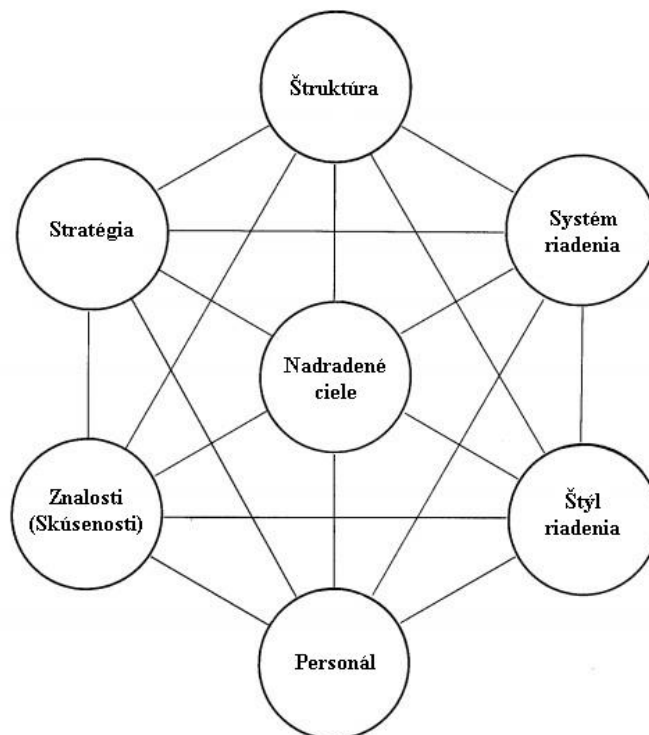 Štruktúra
Stratégia
Systém
riadenia
Nadradené
ciele
Znalosti
(Skúsenosti)
Štýl
riadenia
Personál